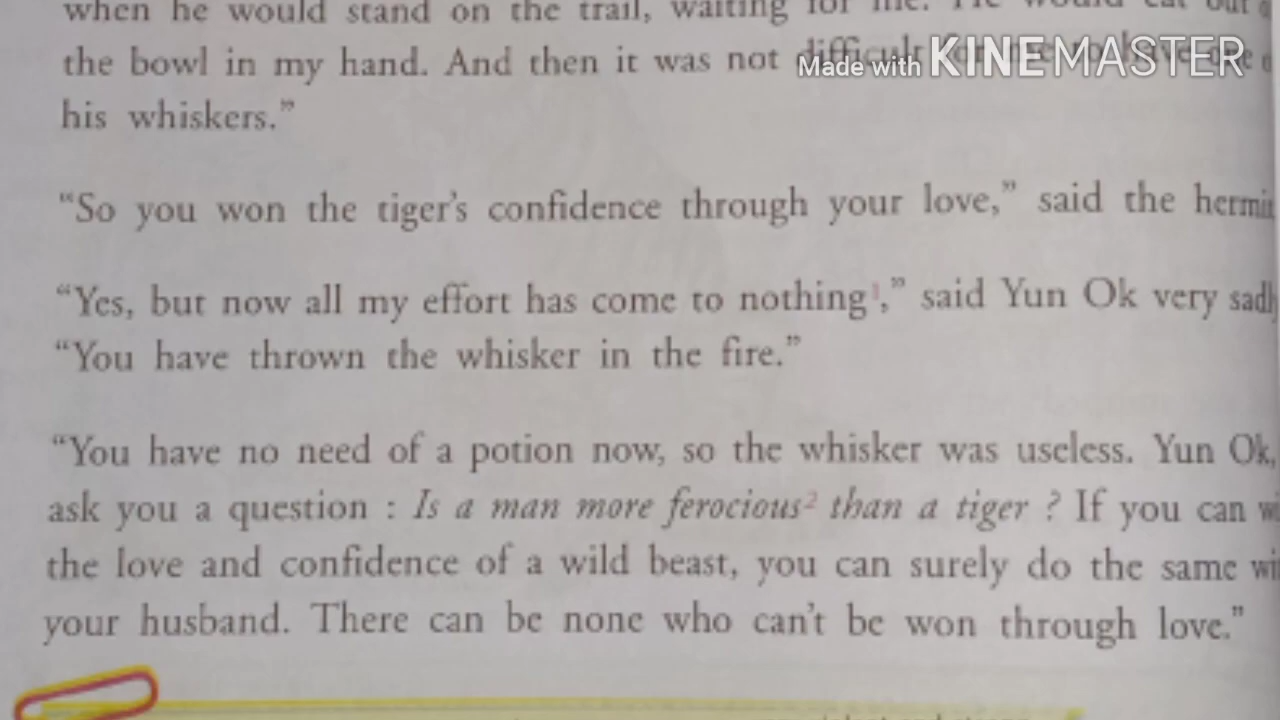 when he would stand on the trail, waiting for me. He would eat out
the bowl in my hand. And then it was not difficult
Made with KINEMASTER
his whiskers."
"So you won the tiger's confidence through your love," said the hermi
"Yes, but now all my effort has come to nothing¹," said Yun Ok very sadl
"You have thrown the whisker in the fire."
"You have no need of a potion now, so the whisker was useless. Yun Ok,
ask you a question : Is a man more ferocious² than a tiger ? If you can w
the love and confidence of a wild beast, you can surely do the same wi
your husband. There can be none who can't be won through love."